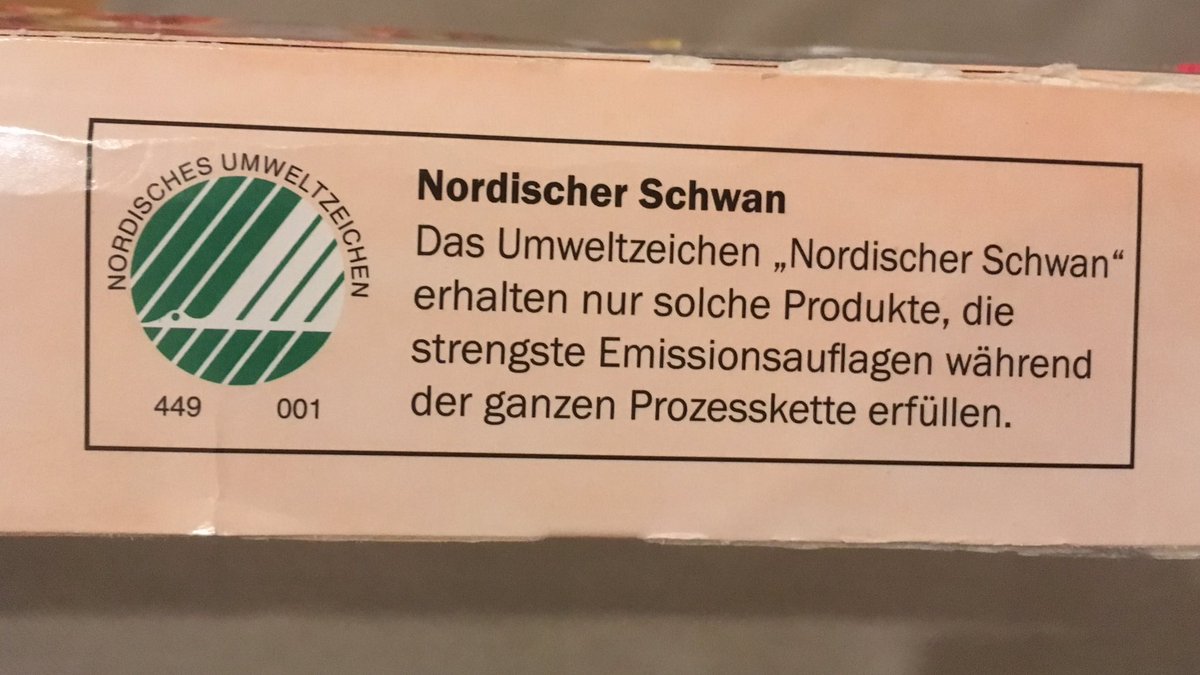 NORDISCHES UMWELTZEICHEN
449 001
Nordischer Schwan
Das Umweltzeichen „Nordischer Schwan“
erhalten nur solche Produkte, die
strengste Emissionsauflagen während
der ganzen Prozesskette erfüllen.